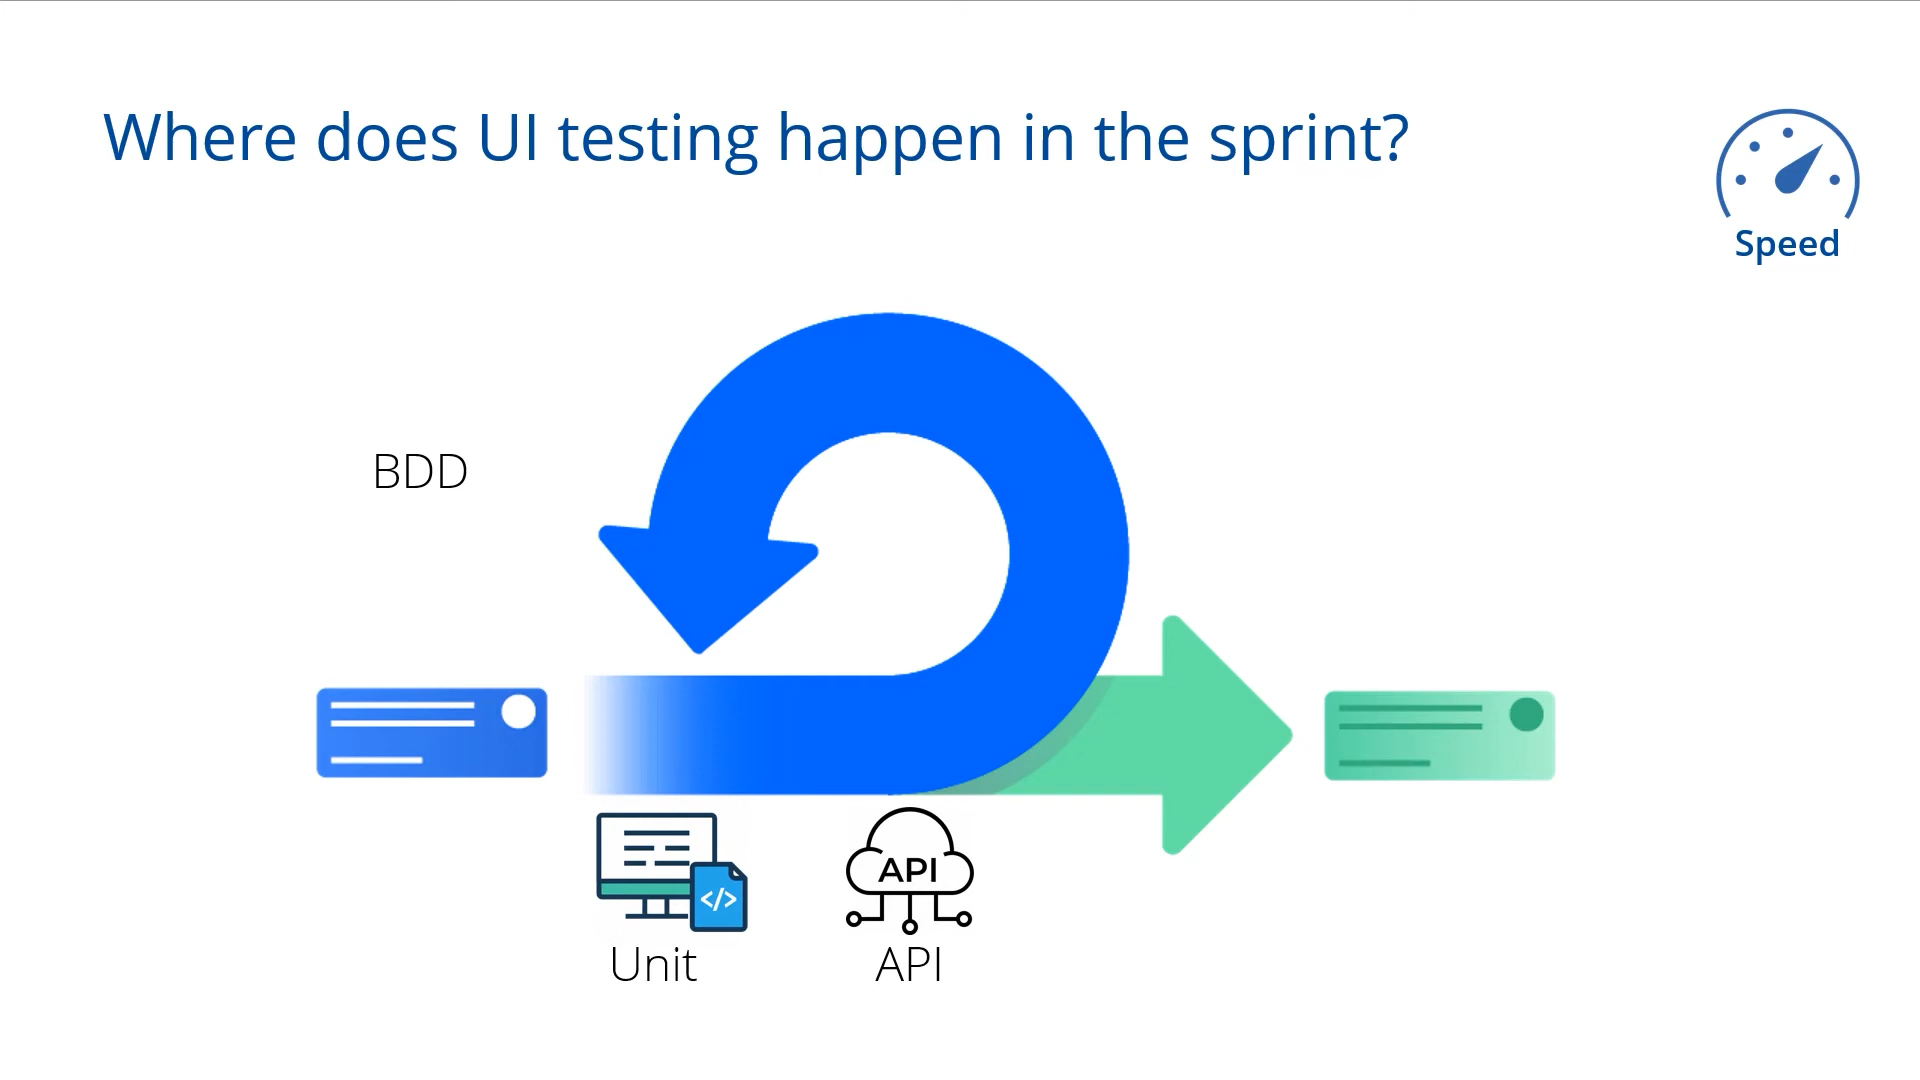 Where does UI testing happen in the sprint?
Speed
BDD
</>
API
Unit
API